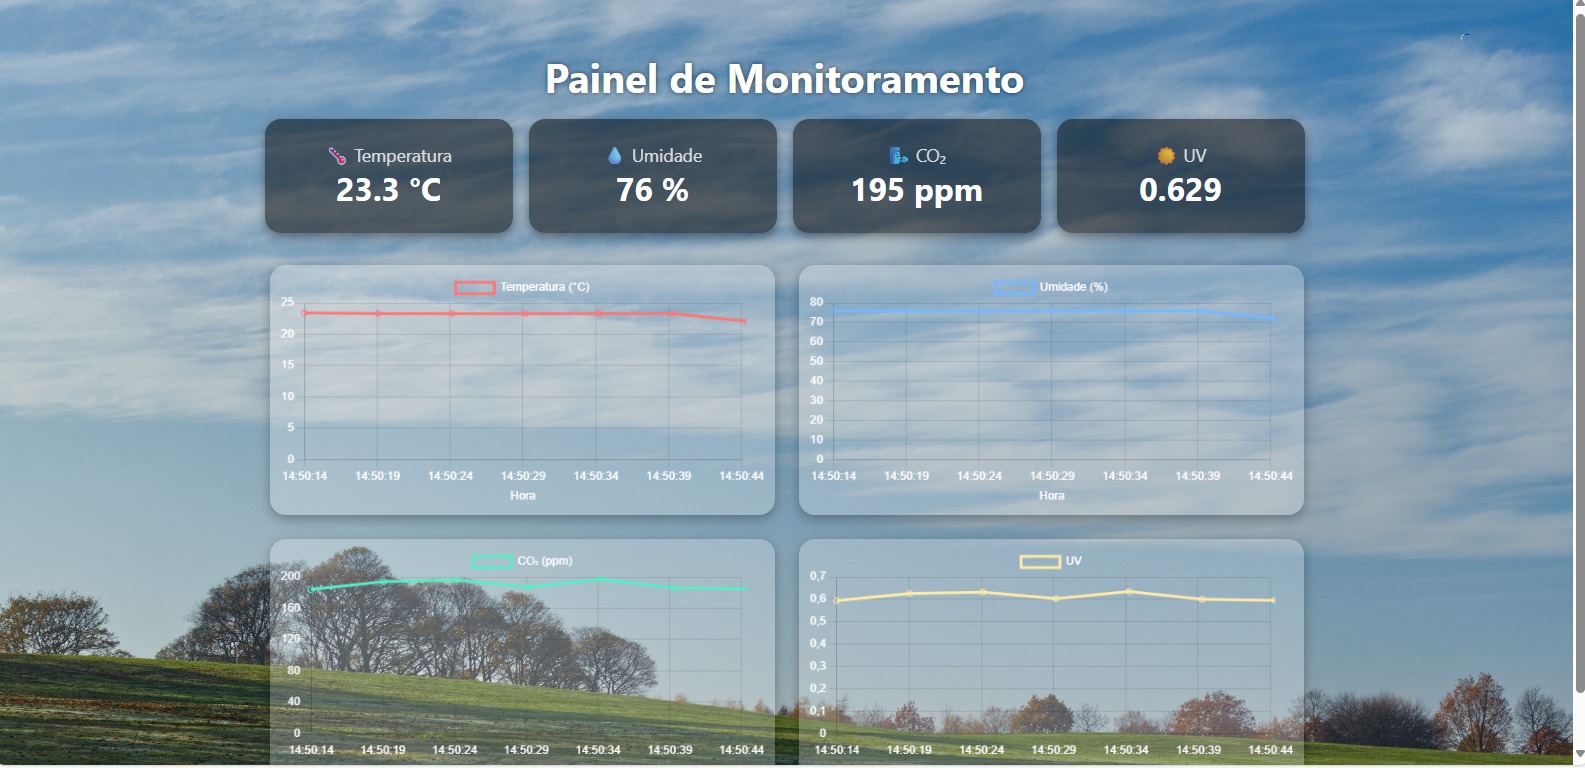 Painel de Monitoramento
Temperatura
23.3 °C
Umidade
76 %
CO₂
195 ppm
UV
0.629
Temperatura (°C)
25
20
15
10
5
0
14:50:14 14:50:19 14:50:24 14:50:29 14:50:34 14:50:39 14:50:44
Hora
Umidade (%)
80
70
60
50
40
30
20
10
0
14:50:14 14:50:19 14:50:24 14:50:29 14:50:34 14:50:39 14:50:44
Hora
CO₂ (ppm)
200
160
120
80
40
0
14:50:14 14:50:19 14:50:24 14:50:29 14:50:34 14:50:39 14:50:44
UV
0,7
0,6
0,5
0,4
0,3
0,2
0,1
0
14:50:14 14:50:19 14:50:24 14:50:29 14:50:34 14:50:39 14:50:44